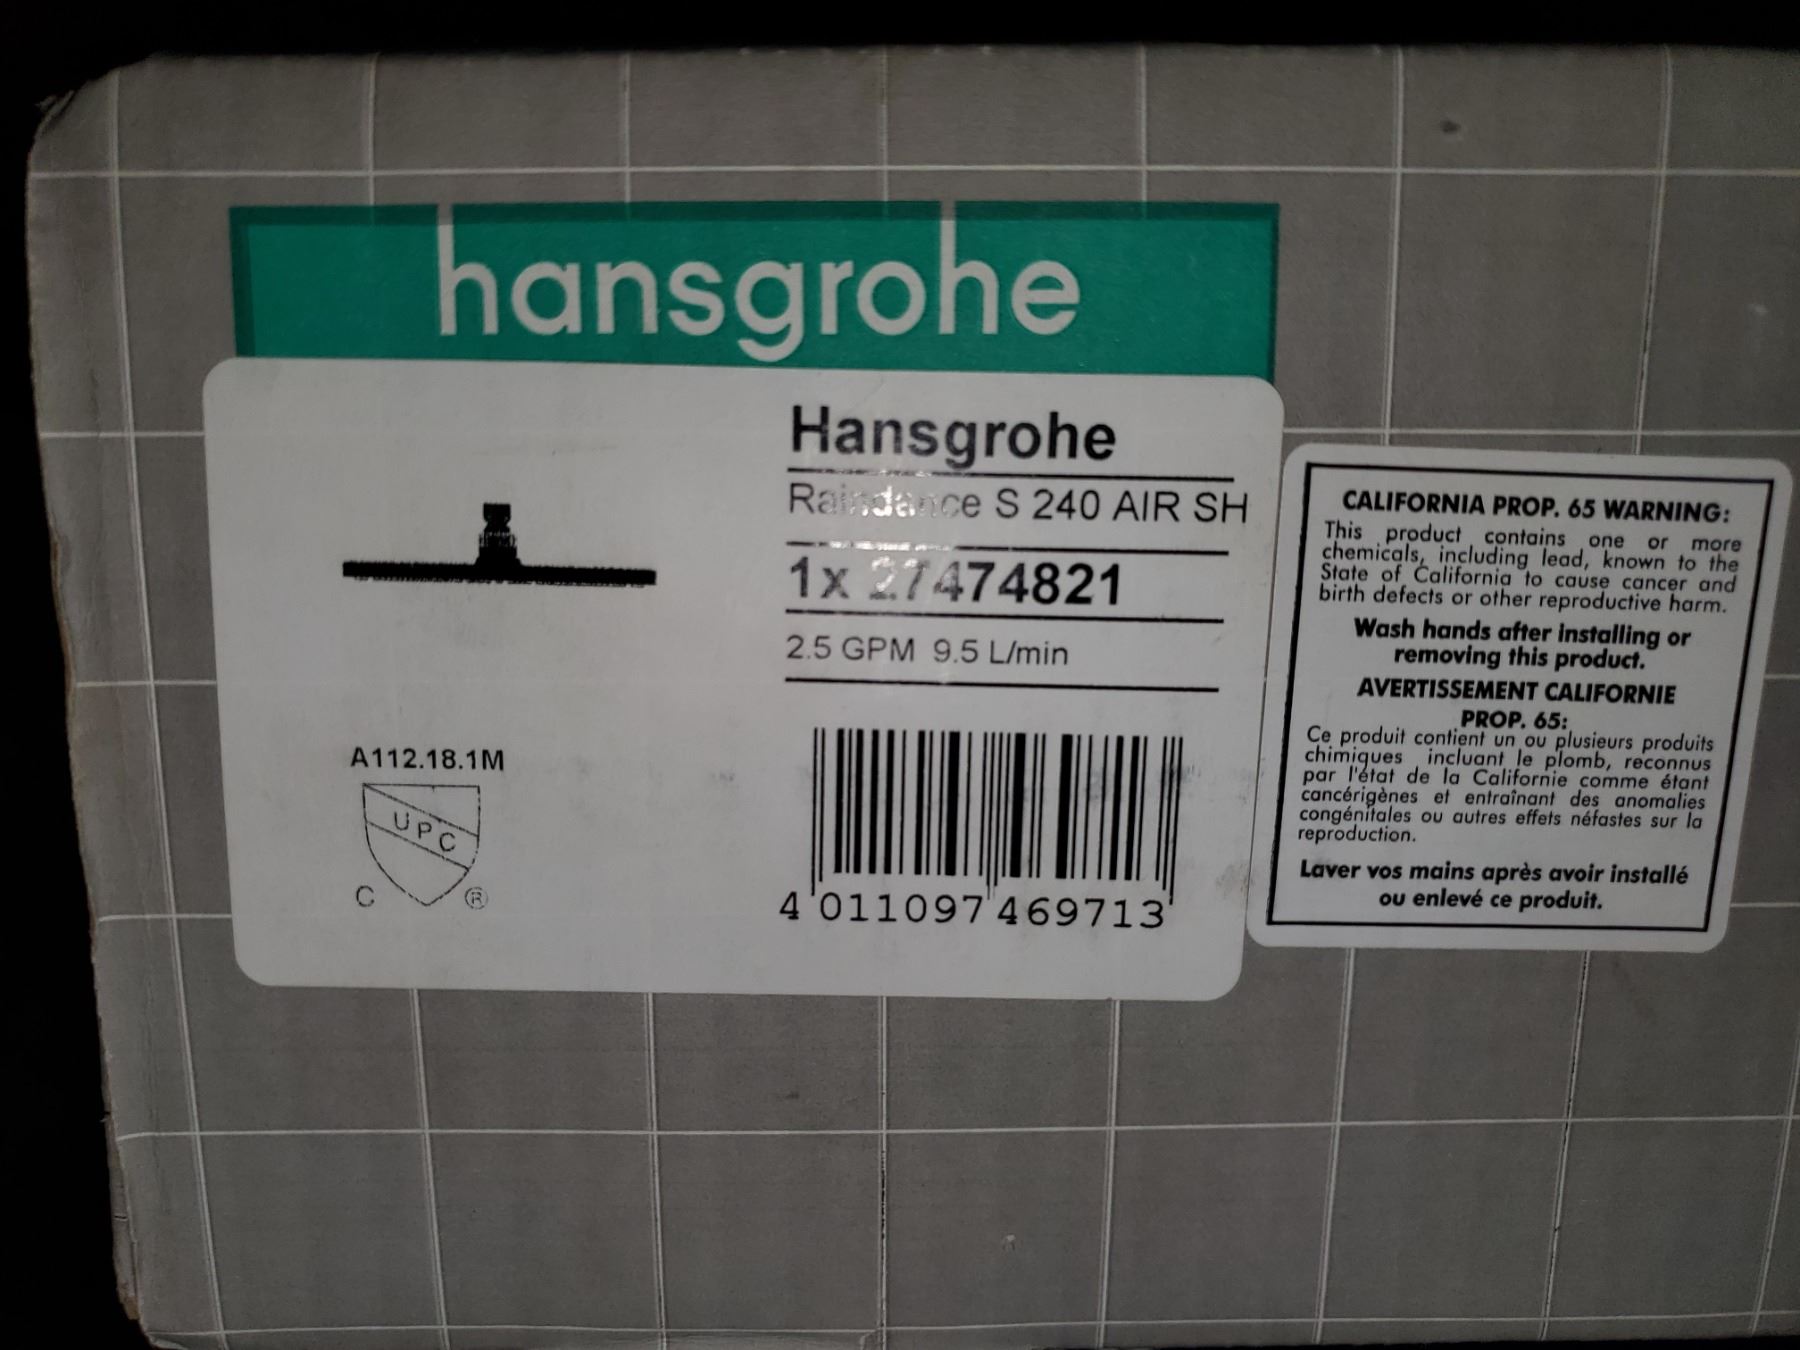 hansgrohe
Hansgrohe
Raindance S 240 AIR SH
1x 27474821
2.5 GPM 9.5 L/min
A112.18.1M
UPC
C ®
4 011097 469713
CALIFORNIA PROP. 65 WARNING:
This product contains one or more
chemicals, including lead, known to the
State of California to cause cancer and
birth defects or other reproductive harm.
Wash hands after installing or
removing this product.
AVERTISSEMENT CALIFORNIE
PROP. 65:
Ce produit contient un ou plusieurs produits
chimiques incluant le plomb, reconnus
par l'état de la Californie comme étant
cancérigènes et entraînant des anomalies
congénitales ou autres effets néfastes sur la
reproduction.
Laver vos mains après avoir installé
ou enlevé ce produit.